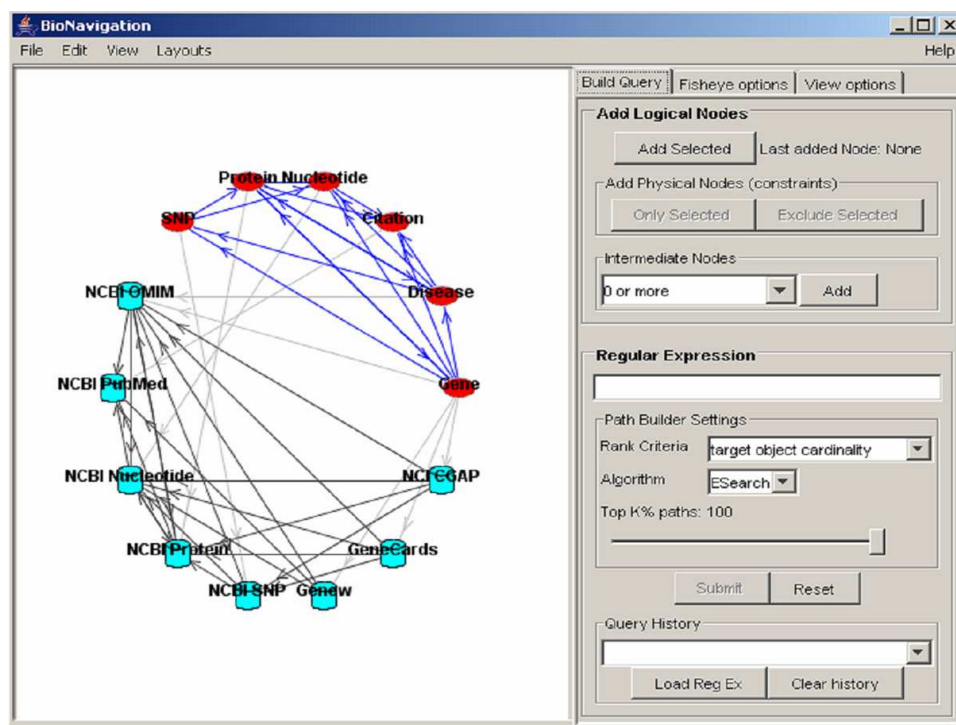 BioNavigation
File Edit View Layouts Help
Build Query Fisheye options View options
Add Logical Nodes
Add Selected Last added Node: None
Add Physical Nodes (constraints)
Only Selected Exclude Selected
Intermediate Nodes
0 or more Add
Regular Expression
Path Builder Settings
Rank Criteria target object cardinality
Algorithm ESearch
Top K% paths: 100
Submit Reset
Query History
Load Reg Ex Clear history
Protein Nucleotide
SNP Citation
NCBI OMIM Disease
NCBI PubMed Gene
NCBI Nucleotide NCI CGAP
NCBI Protein GeneCards
NCBI SNP Genew